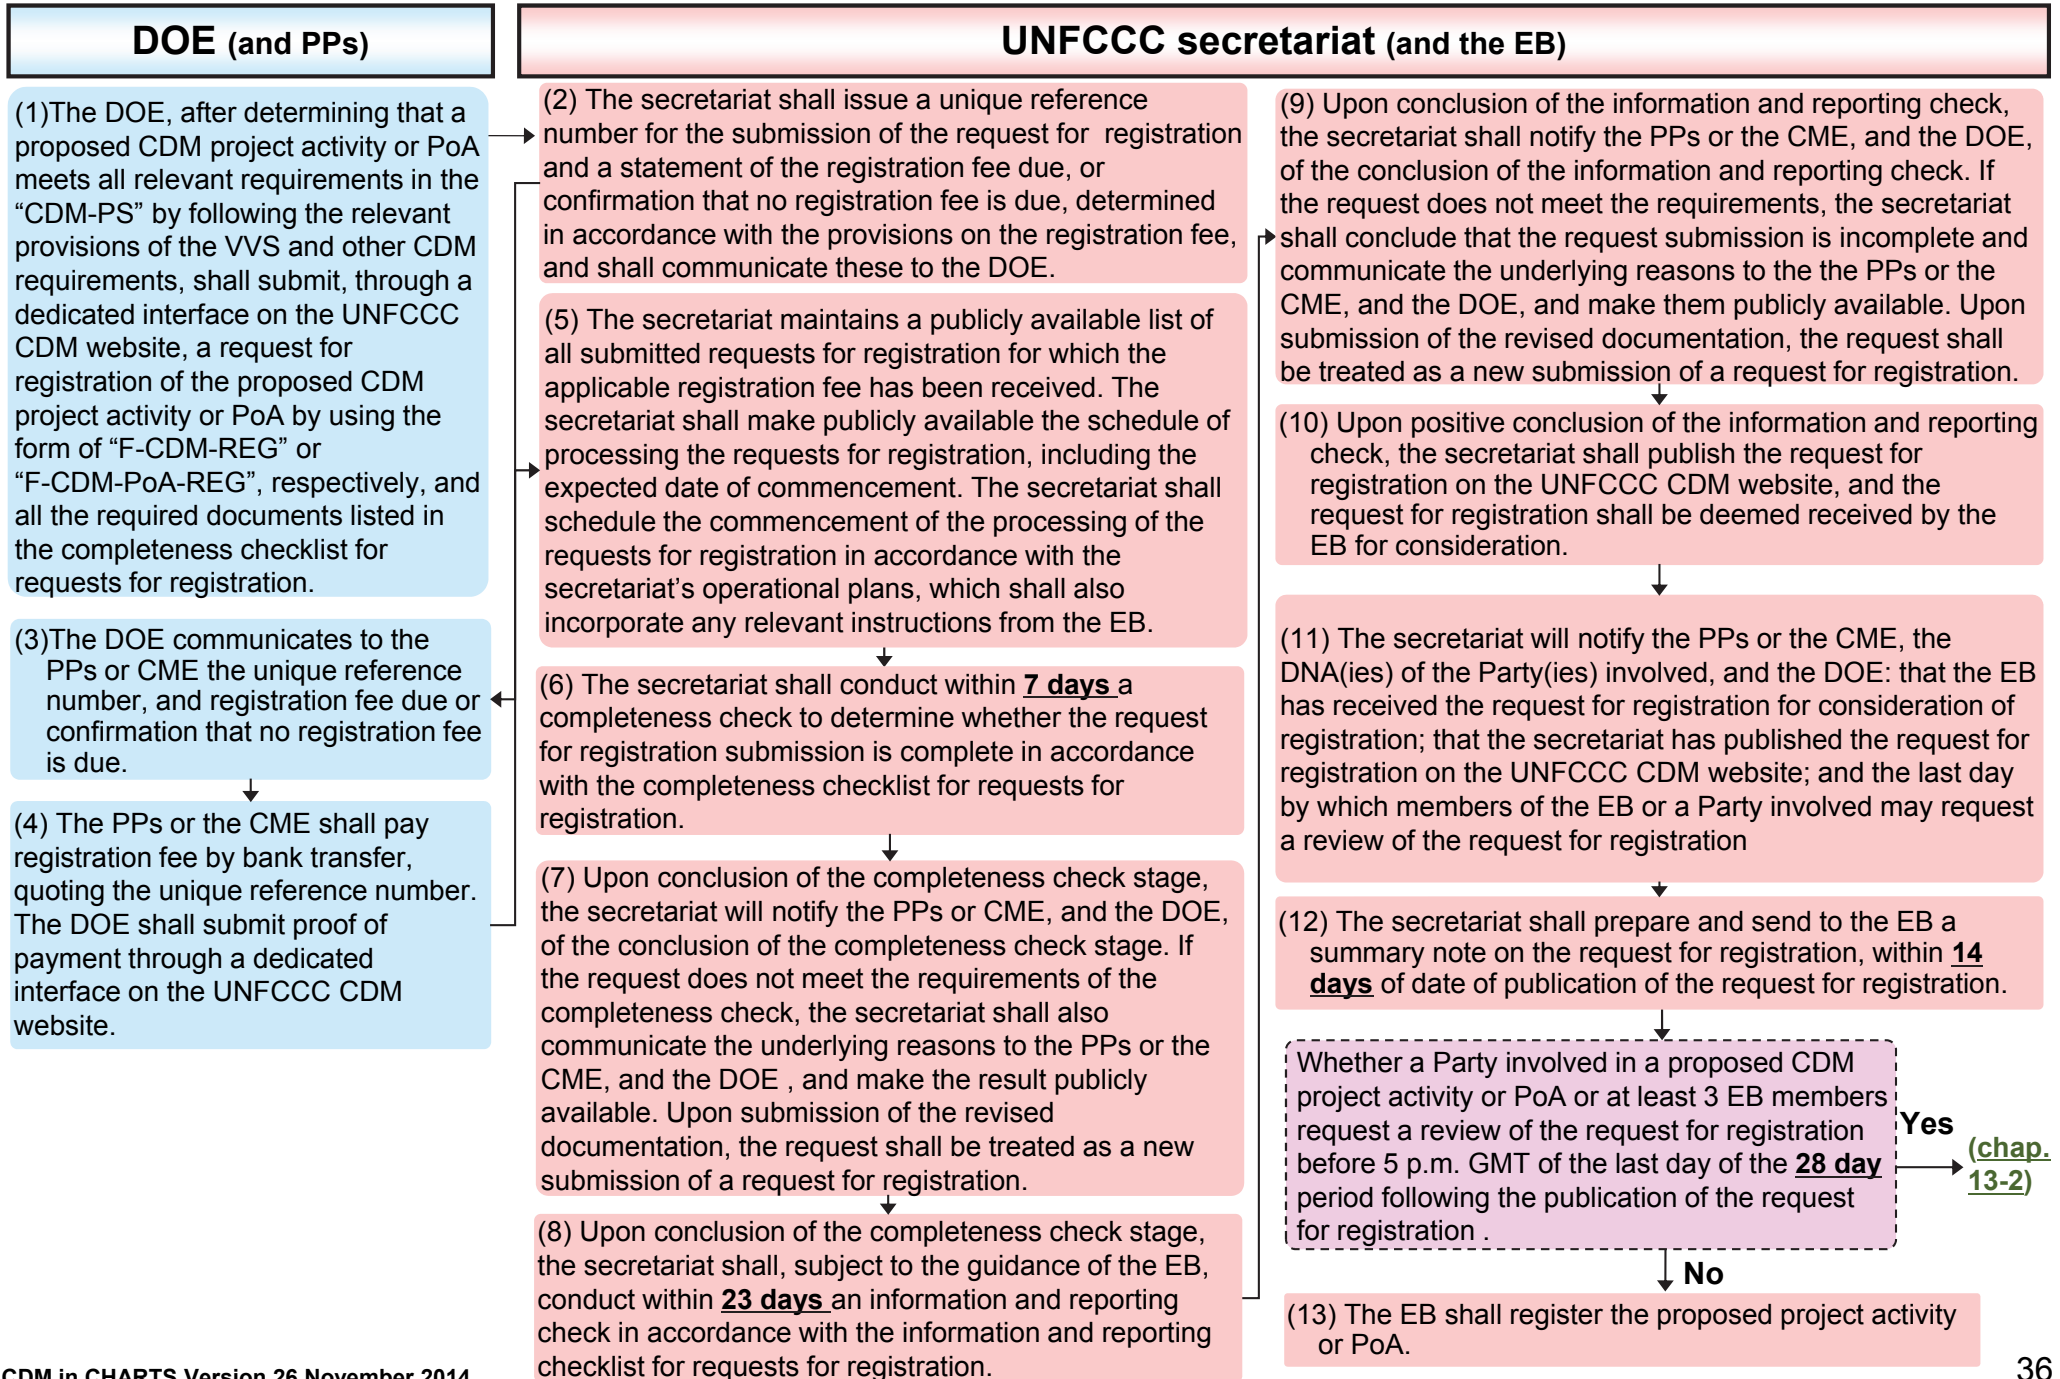 DOE (and PPs)
UNFCCC secretariat (and the EB)
(1)The DOE, after determining that a
proposed CDM project activity or PoA
meets all relevant requirements in the
“CDM-PS” by following the relevant
provisions of the VVS and other CDM
requirements, shall submit, through a
dedicated interface on the UNFCCC
CDM website, a request for
registration of the proposed CDM
project activity or PoA by using the
form of “F-CDM-REG” or
“F-CDM-PoA-REG”, respectively, and
all the required documents listed in
the completeness checklist for
requests for registration.
(3)The DOE communicates to the
PPs or CME the unique reference
number, and registration fee due or
confirmation that no registration fee
is due.
(4) The PPs or the CME shall pay
registration fee by bank transfer,
quoting the unique reference number.
The DOE shall submit proof of
payment through a dedicated
interface on the UNFCCC CDM
website.
(2) The secretariat shall issue a unique reference
number for the submission of the request for registration
and a statement of the registration fee due, or
confirmation that no registration fee is due, determined
in accordance with the provisions on the registration fee,
and shall communicate these to the DOE.
(5) The secretariat maintains a publicly available list of
all submitted requests for registration for which the
applicable registration fee has been received. The
secretariat shall make publicly available the schedule of
processing the requests for registration, including the
expected date of commencement. The secretariat shall
schedule the commencement of the processing of the
requests for registration in accordance with the
secretariat’s operational plans, which shall also
incorporate any relevant instructions from the EB.
(6) The secretariat shall conduct within 7 days a
completeness check to determine whether the request
for registration submission is complete in accordance
with the completeness checklist for requests for
registration.
(7) Upon conclusion of the completeness check stage,
the secretariat will notify the PPs or CME, and the DOE,
of the conclusion of the completeness check stage. If
the request does not meet the requirements of the
completeness check, the secretariat shall also
communicate the underlying reasons to the PPs or the
CME, and the DOE , and make the result publicly
available. Upon submission of the revised
documentation, the request shall be treated as a new
submission of a request for registration.
(8) Upon conclusion of the completeness check stage,
the secretariat shall, subject to the guidance of the EB,
conduct within 23 days an information and reporting
check in accordance with the information and reporting
checklist for requests for registration.
(9) Upon conclusion of the information and reporting check,
the secretariat shall notify the PPs or the CME, and the DOE,
of the conclusion of the information and reporting check. If
the request does not meet the requirements, the secretariat
shall conclude that the request submission is incomplete and
communicate the underlying reasons to the the PPs or the
CME, and the DOE, and make them publicly available. Upon
submission of the revised documentation, the request shall
be treated as a new submission of a request for registration.
(10) Upon positive conclusion of the information and reporting
check, the secretariat shall publish the request for
registration on the UNFCCC CDM website, and the
request for registration shall be deemed received by the
EB for consideration.
(11) The secretariat will notify the PPs or the CME, the
DNA(ies) of the Party(ies) involved, and the DOE: that the EB
has received the request for registration for consideration of
registration; that the secretariat has published the request for
registration on the UNFCCC CDM website; and the last day
by which members of the EB or a Party involved may request
a review of the request for registration
(12) The secretariat shall prepare and send to the EB a
summary note on the request for registration, within 14
days of date of publication of the request for registration.
Whether a Party involved in a proposed CDM
project activity or PoA or at least 3 EB members
request a review of the request for registration
before 5 p.m. GMT of the last day of the 28 day
period following the publication of the request
for registration .
Yes
(chap.
13-2)
No
(13) The EB shall register the proposed project activity
or PoA.
CDM in CHARTS Version 26 November 2014
36